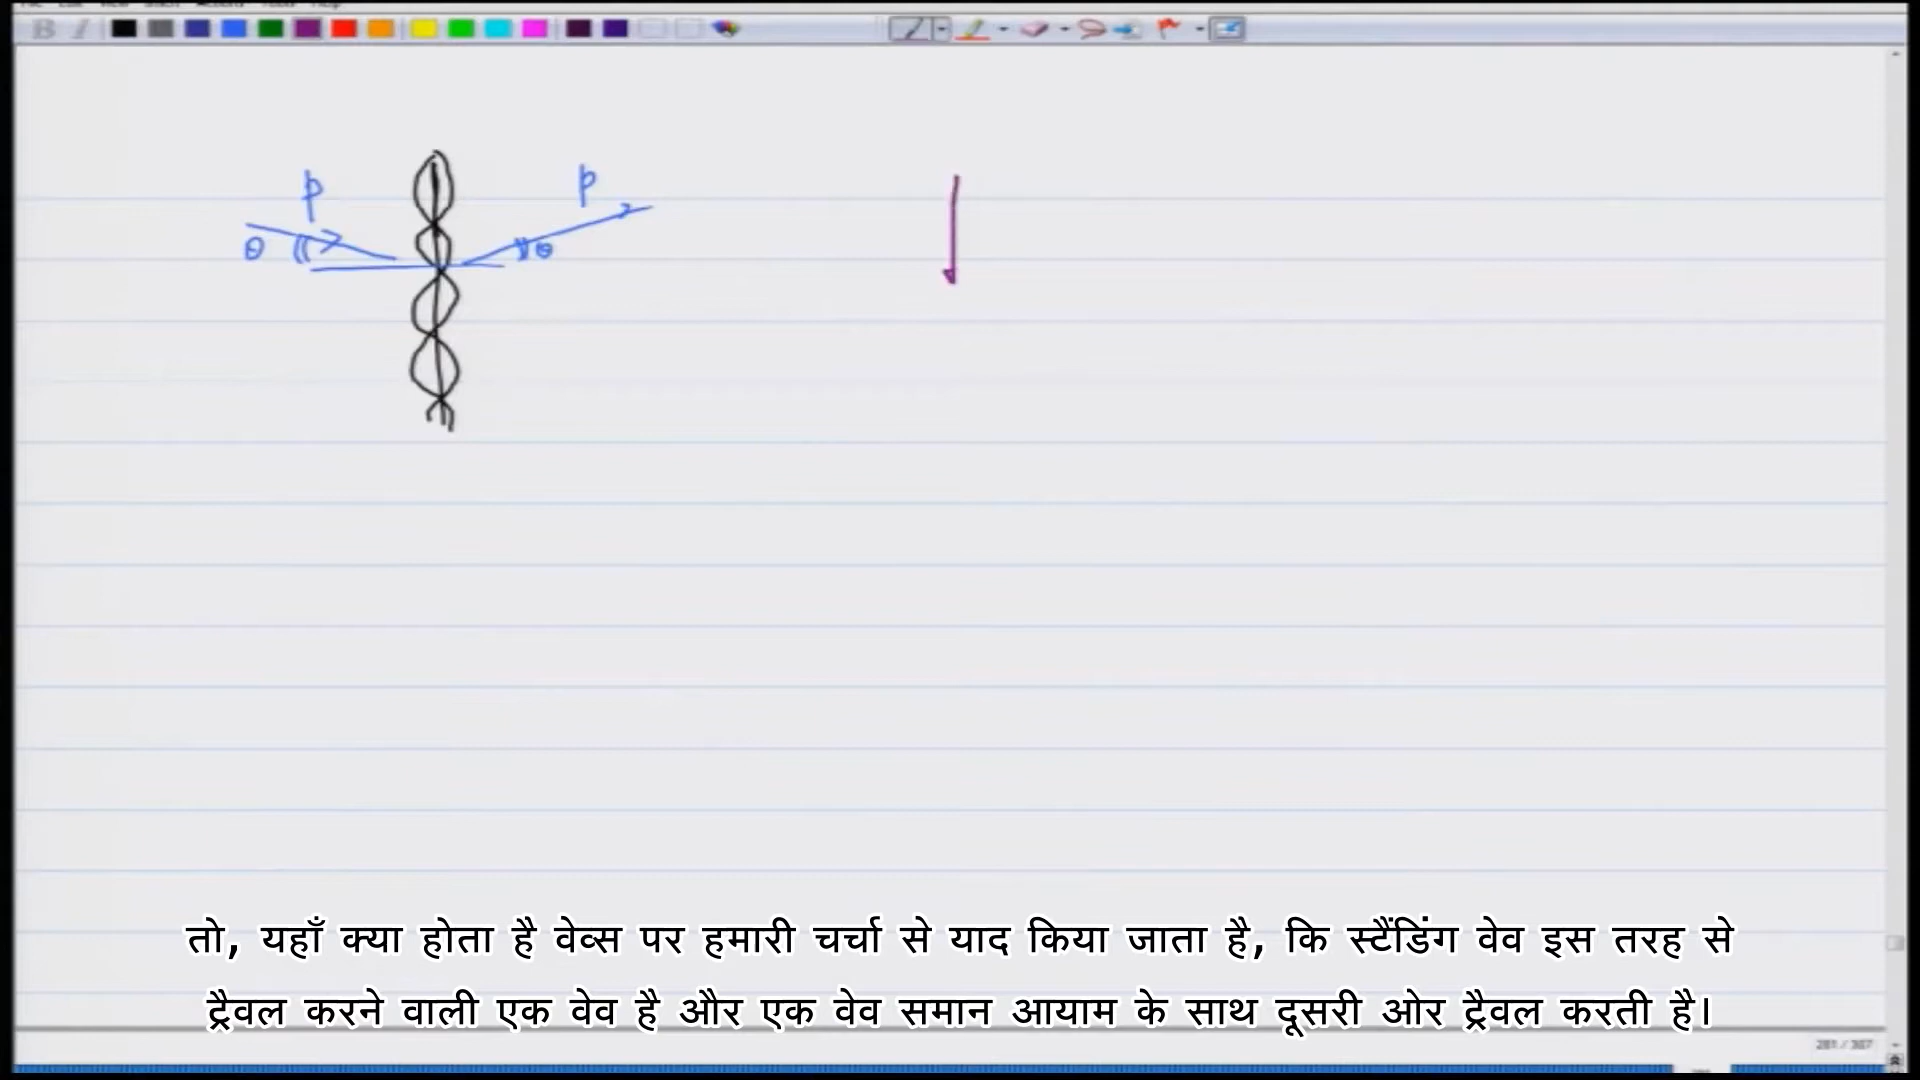 p
p
θ
θ
तो, यहाँ क्या होता है वेव्स पर हमारी चर्चा से याद किया जाता है, कि स्टैंडिंग वेव इस तरह से
ट्रैवल करने वाली एक वेव है और एक वेव समान आयाम के साथ दूसरी ओर ट्रैवल करती है।